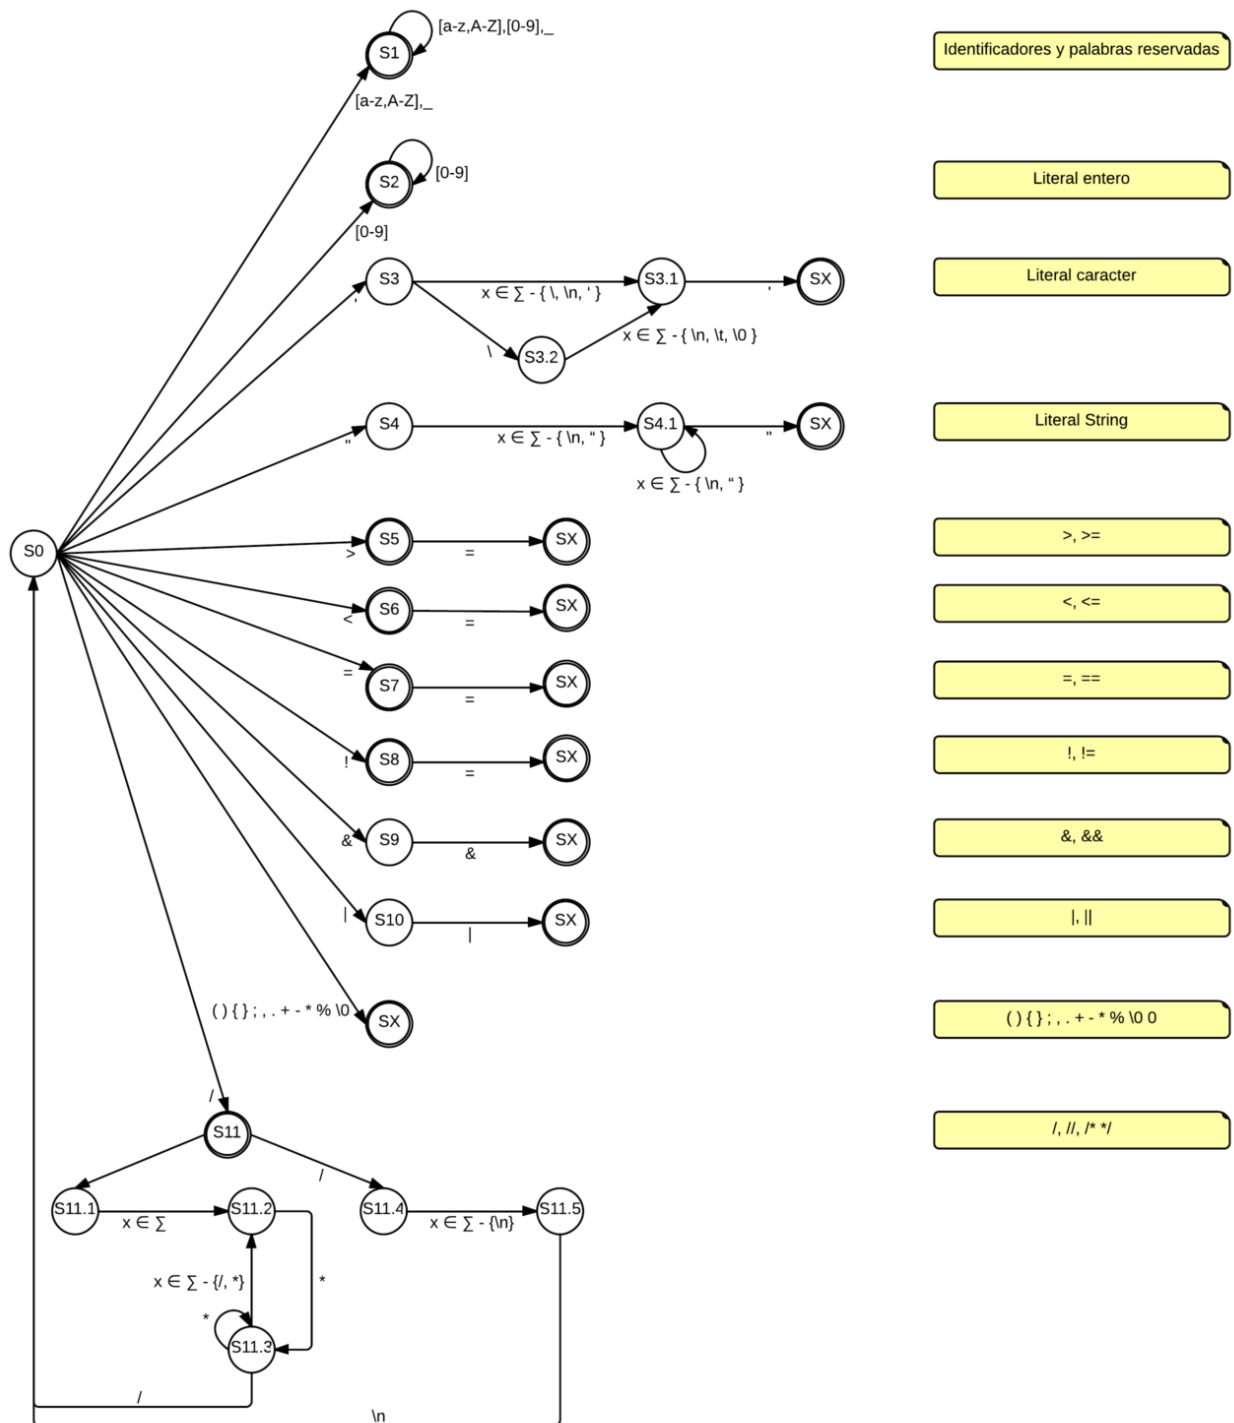 [a-z,A-Z],[0-9],_
S1
Identificadores y palabras reservadas
[a-z,A-Z],_
S2
[0-9]
Literal entero
[0-9]
S3
x ∈ ∑ - { \, \n, ‘ }
S3.1
'
SX
Literal caracter
'
\
S3.2
x ∈ ∑ - { \n, \t, \0 }
S4
x ∈ ∑ - { \n, “ }
S4.1
"
SX
Literal String
"
x ∈ ∑ - { \n, “ }
S0
>
S5
=
SX
>, >=
<
S6
=
SX
<, <=
=
S7
=
SX
=, ==
!
S8
=
SX
!, !=
&
S9
&
SX
&, &&
|
S10
|
SX
|, ||
( ) { } ; , . + - * % \0
SX
( ) { } ; , . + - * % \0 0
/
S11
/, //, /* */
/
S11.1
x ∈ ∑
S11.2
S11.4
x ∈ ∑ - {\n}
S11.5
x ∈ ∑ - {/, *}
*
*
S11.3
/
\n